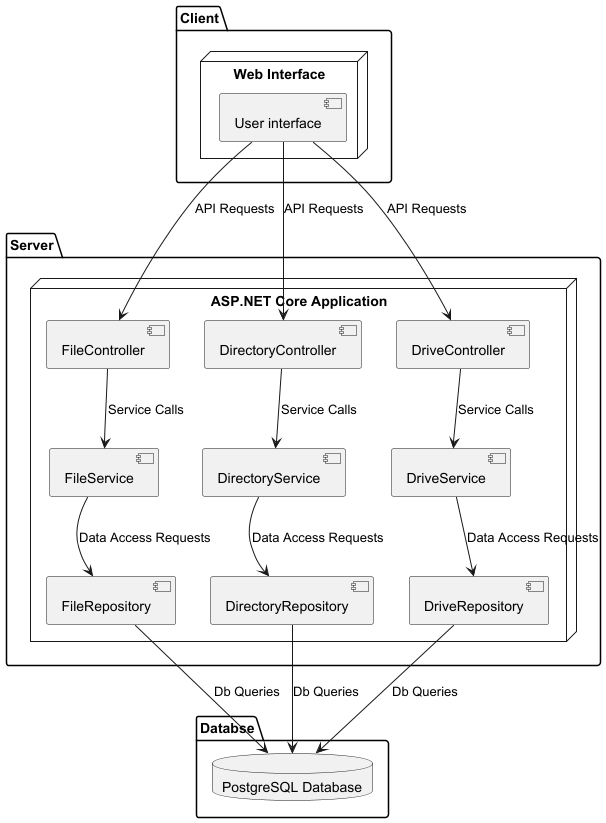 Client
Web Interface
User interface
API Requests
API Requests
API Requests
Server
ASP.NET Core Application
FileController
DirectoryController
DriveController
Service Calls
Service Calls
Service Calls
FileService
DirectoryService
DriveService
Data Access Requests
Data Access Requests
Data Access Requests
FileRepository
DirectoryRepository
DriveRepository
Db Queries
Db Queries
Db Queries
Databse
PostgreSQL Database